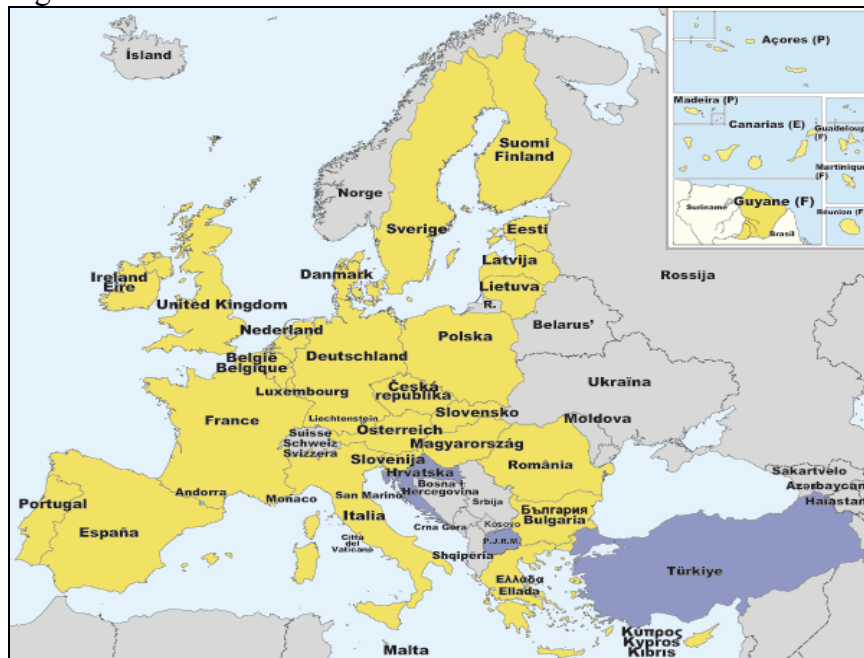 Ísland
Açores (P)
Madeira (P)
Canarias (E)
Guadeloup
(F)
Martinique
(F)
Guyane (F)
Suriname
Brasil
Réunion (F
Suomi
Finland
Norge
Sverige
Eesti
Latvija
Lietuva
R.
Rossija
Danmark
Ireland
Éire
United Kingdom
Nederland
België
Belgique
Deutschland
Polska
Belarus'
Luxembourg
Česká
republika
Ukraïna
Slovensko
Moldova
France
Liechtenstein
Österreich
Suisse
Schweiz
Svizzera
Magyarország
Slovenija
Hrvatska
România
Bosna i
Hercegovina
Srbija
Sakartvelo
Azərbaycan
Haïastan
Portugal
España
Andorra
Monaco
San Marino
Italia
Città
del
Vaticano
Crna Gora
Kosovo
България
Bulgaria
P.J.R.M.
Shqipëria
Türkiye
Ελλάδα
Ellada
Malta
Κύπρος
Kýpros
Kıbrıs